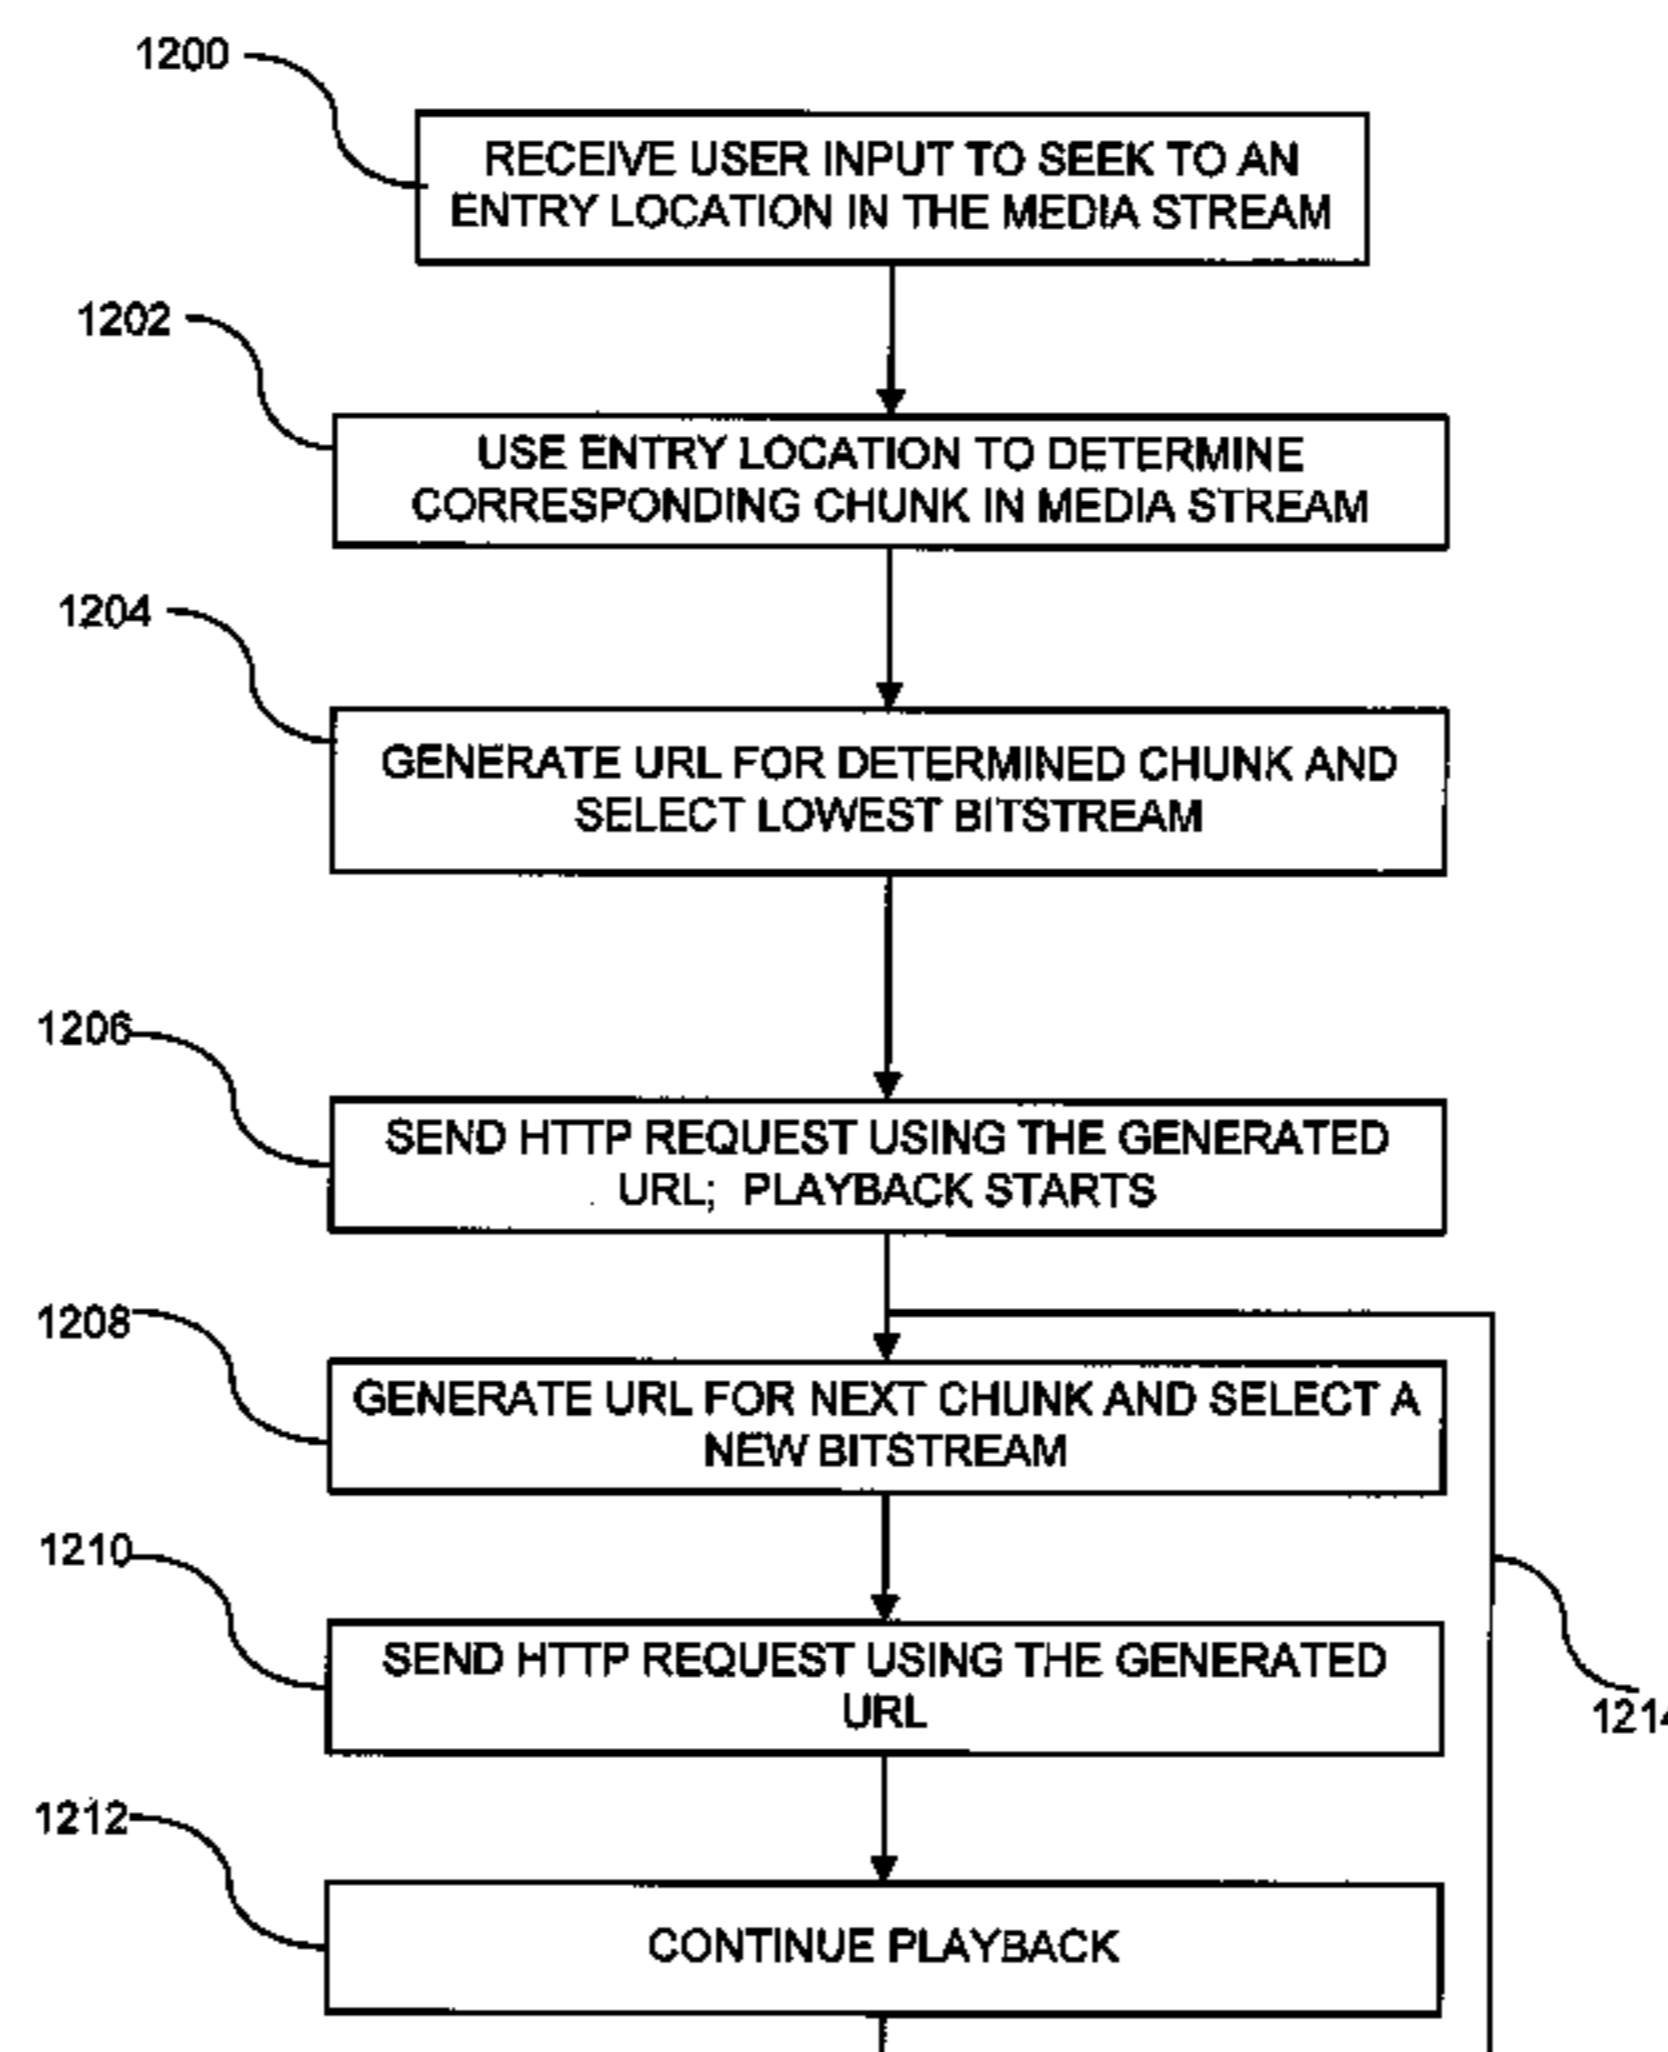 1200
RECEIVE USER INPUT TO SEEK TO AN
ENTRY LOCATION IN THE MEDIA STREAM
1202
USE ENTRY LOCATION TO DETERMINE
CORRESPONDING CHUNK IN MEDIA STREAM
1204
GENERATE URL FOR DETERMINED CHUNK AND
SELECT LOWEST BITSTREAM
1206
SEND HTTP REQUEST USING THE GENERATED
URL; PLAYBACK STARTS
1208
GENERATE URL FOR NEXT CHUNK AND SELECT A
NEW BITSTREAM
1210
SEND HTTP REQUEST USING THE GENERATED
URL
1214
1212
CONTINUE PLAYBACK